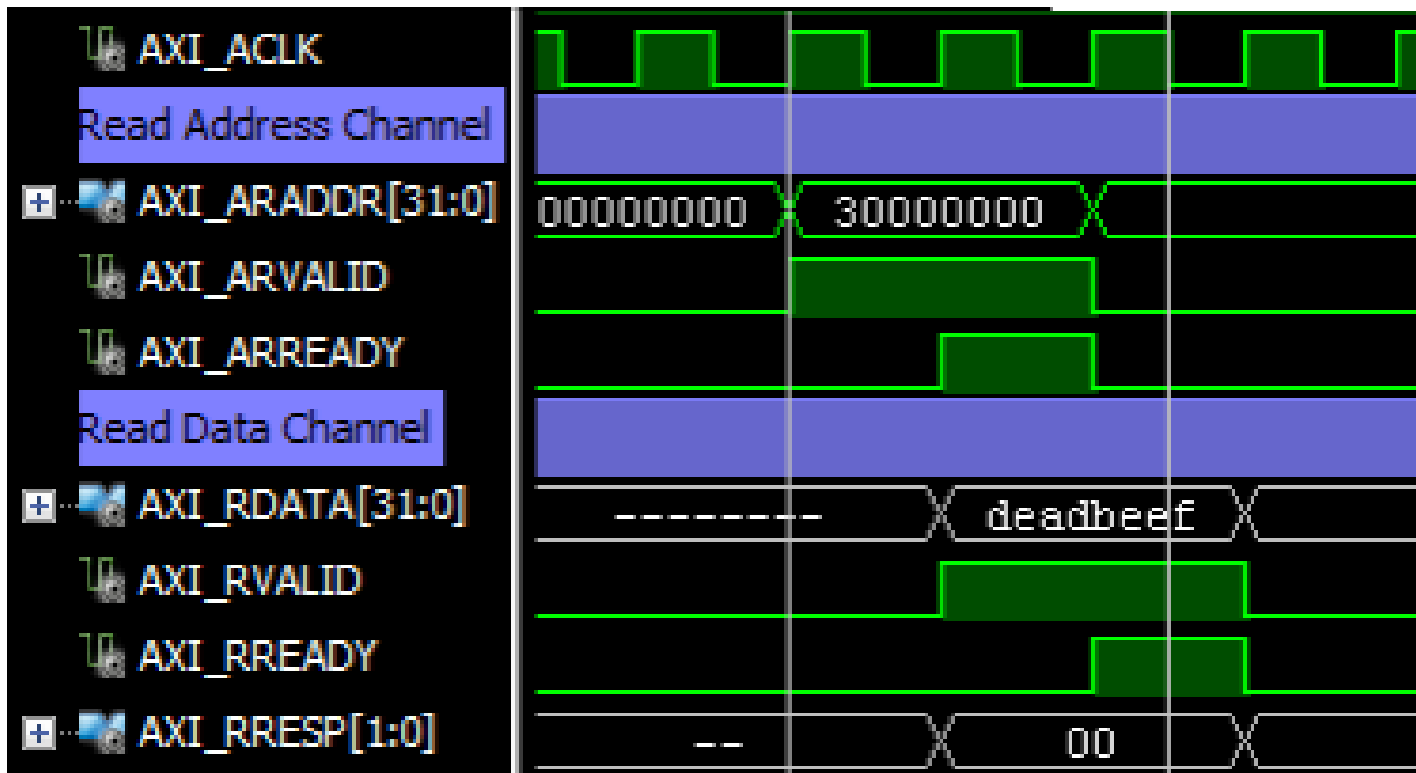 AXI_ACLK
Read Address Channel
AXI_ARADDR[31:0] 00000000 30000000
AXI_ARVALID
AXI_ARREADY
Read Data Channel
AXI_RDATA[31:0] -------- deadbeef
AXI_RVALID
AXI_RREADY
AXI_RRESP[1:0] -- 00